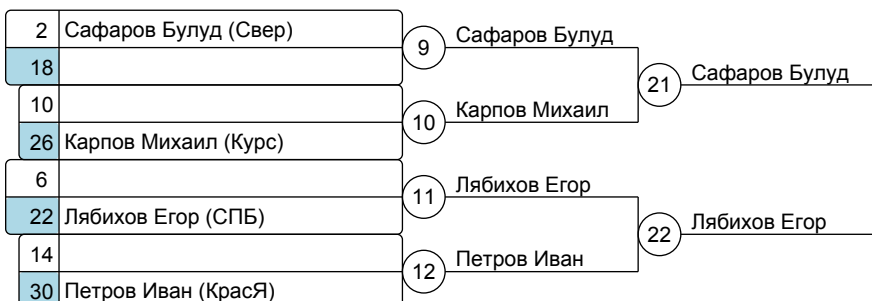 2 Сафаров Булуд (Свер)
18
10
26 Карпов Михаил (Курс)
6
22 Лябихов Егор (СПБ)
14
30 Петров Иван (КрасЯ)
9 Сафаров Булуд
10 Карпов Михаил
11 Лябихов Егор
12 Петров Иван
21 Сафаров Булуд
22 Лябихов Егор